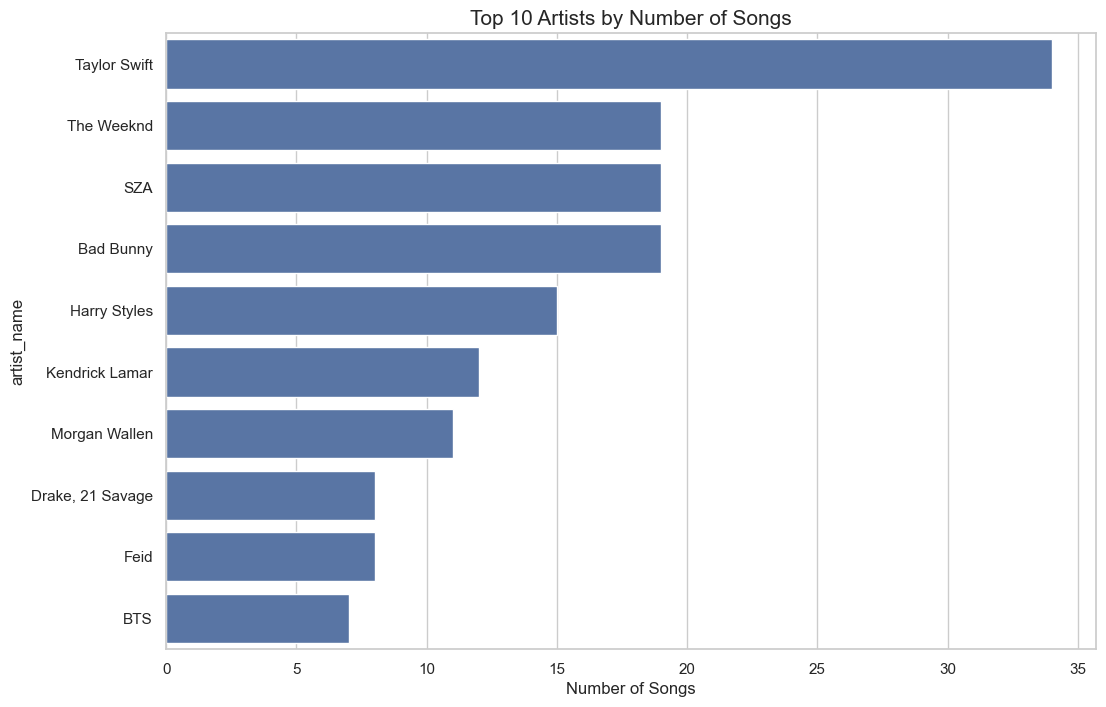 Top 10 Artists by Number of Songs
artist_name
Taylor Swift
The Weeknd
SZA
Bad Bunny
Harry Styles
Kendrick Lamar
Morgan Wallen
Drake, 21 Savage
Feid
BTS
0 5 10 15 20 25 30 35
Number of Songs